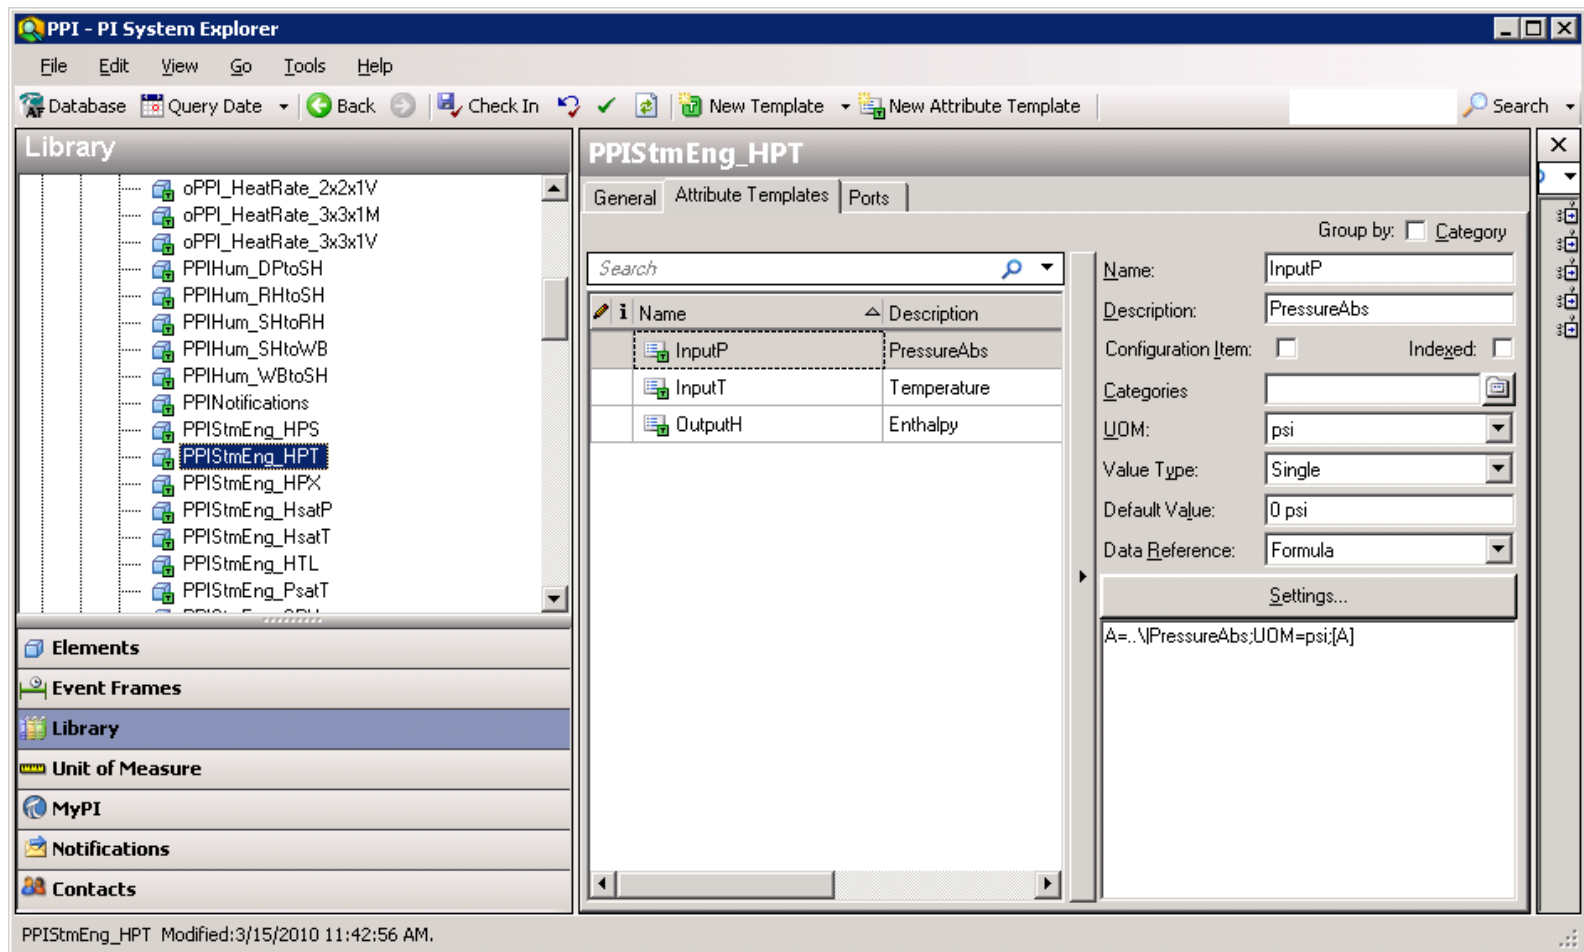 PPI - PI System Explorer
File Edit View Go Tools Help
Database Query Date Back Check In New Template New Attribute Template Search
Library
oPPI_HeatRate_2x2x1V
oPPI_HeatRate_3x3x1M
oPPI_HeatRate_3x3x1V
PPIHum_DPtoSH
PPIHum_RHtoSH
PPIHum_SHtoRH
PPIHum_SHtoWB
PPIHum_WBtoSH
PPINotifications
PPIStmEng_HPS
PPIStmEng_HPT
PPIStmEng_HPX
PPIStmEng_HsatP
PPIStmEng_HsatT
PPIStmEng_HTL
PPIStmEng_PsatT
Elements
Event Frames
Library
Unit of Measure
MyPI
Notifications
Contacts
PPIStmEng_HPT
General Attribute Templates Ports
Group by: Category
Search
Name Description
InputP PressureAbs
InputT Temperature
OutputH Enthalpy
Name: InputP
Description: PressureAbs
Configuration Item: Indexed:
Categories
UOM: psi
Value Type: Single
Default Value: 0 psi
Data Reference: Formula
Settings...
A=..\|PressureAbs;UOM=psi;[A]
PPIStmEng_HPT Modified:3/15/2010 11:42:56 AM.